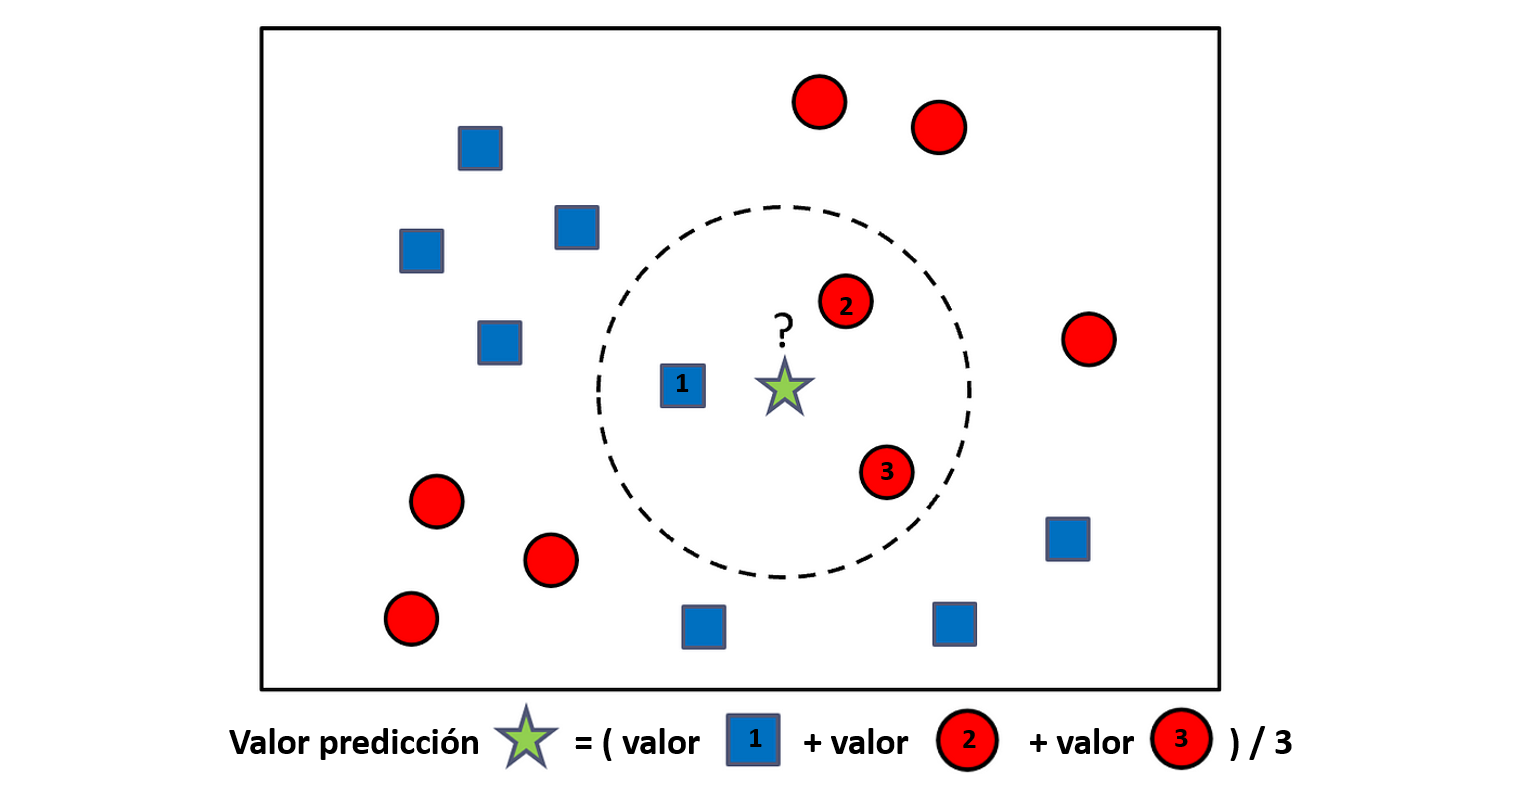 2
?
1
3
Valor predicción = ( valor 1 + valor 2 + valor 3 ) / 3